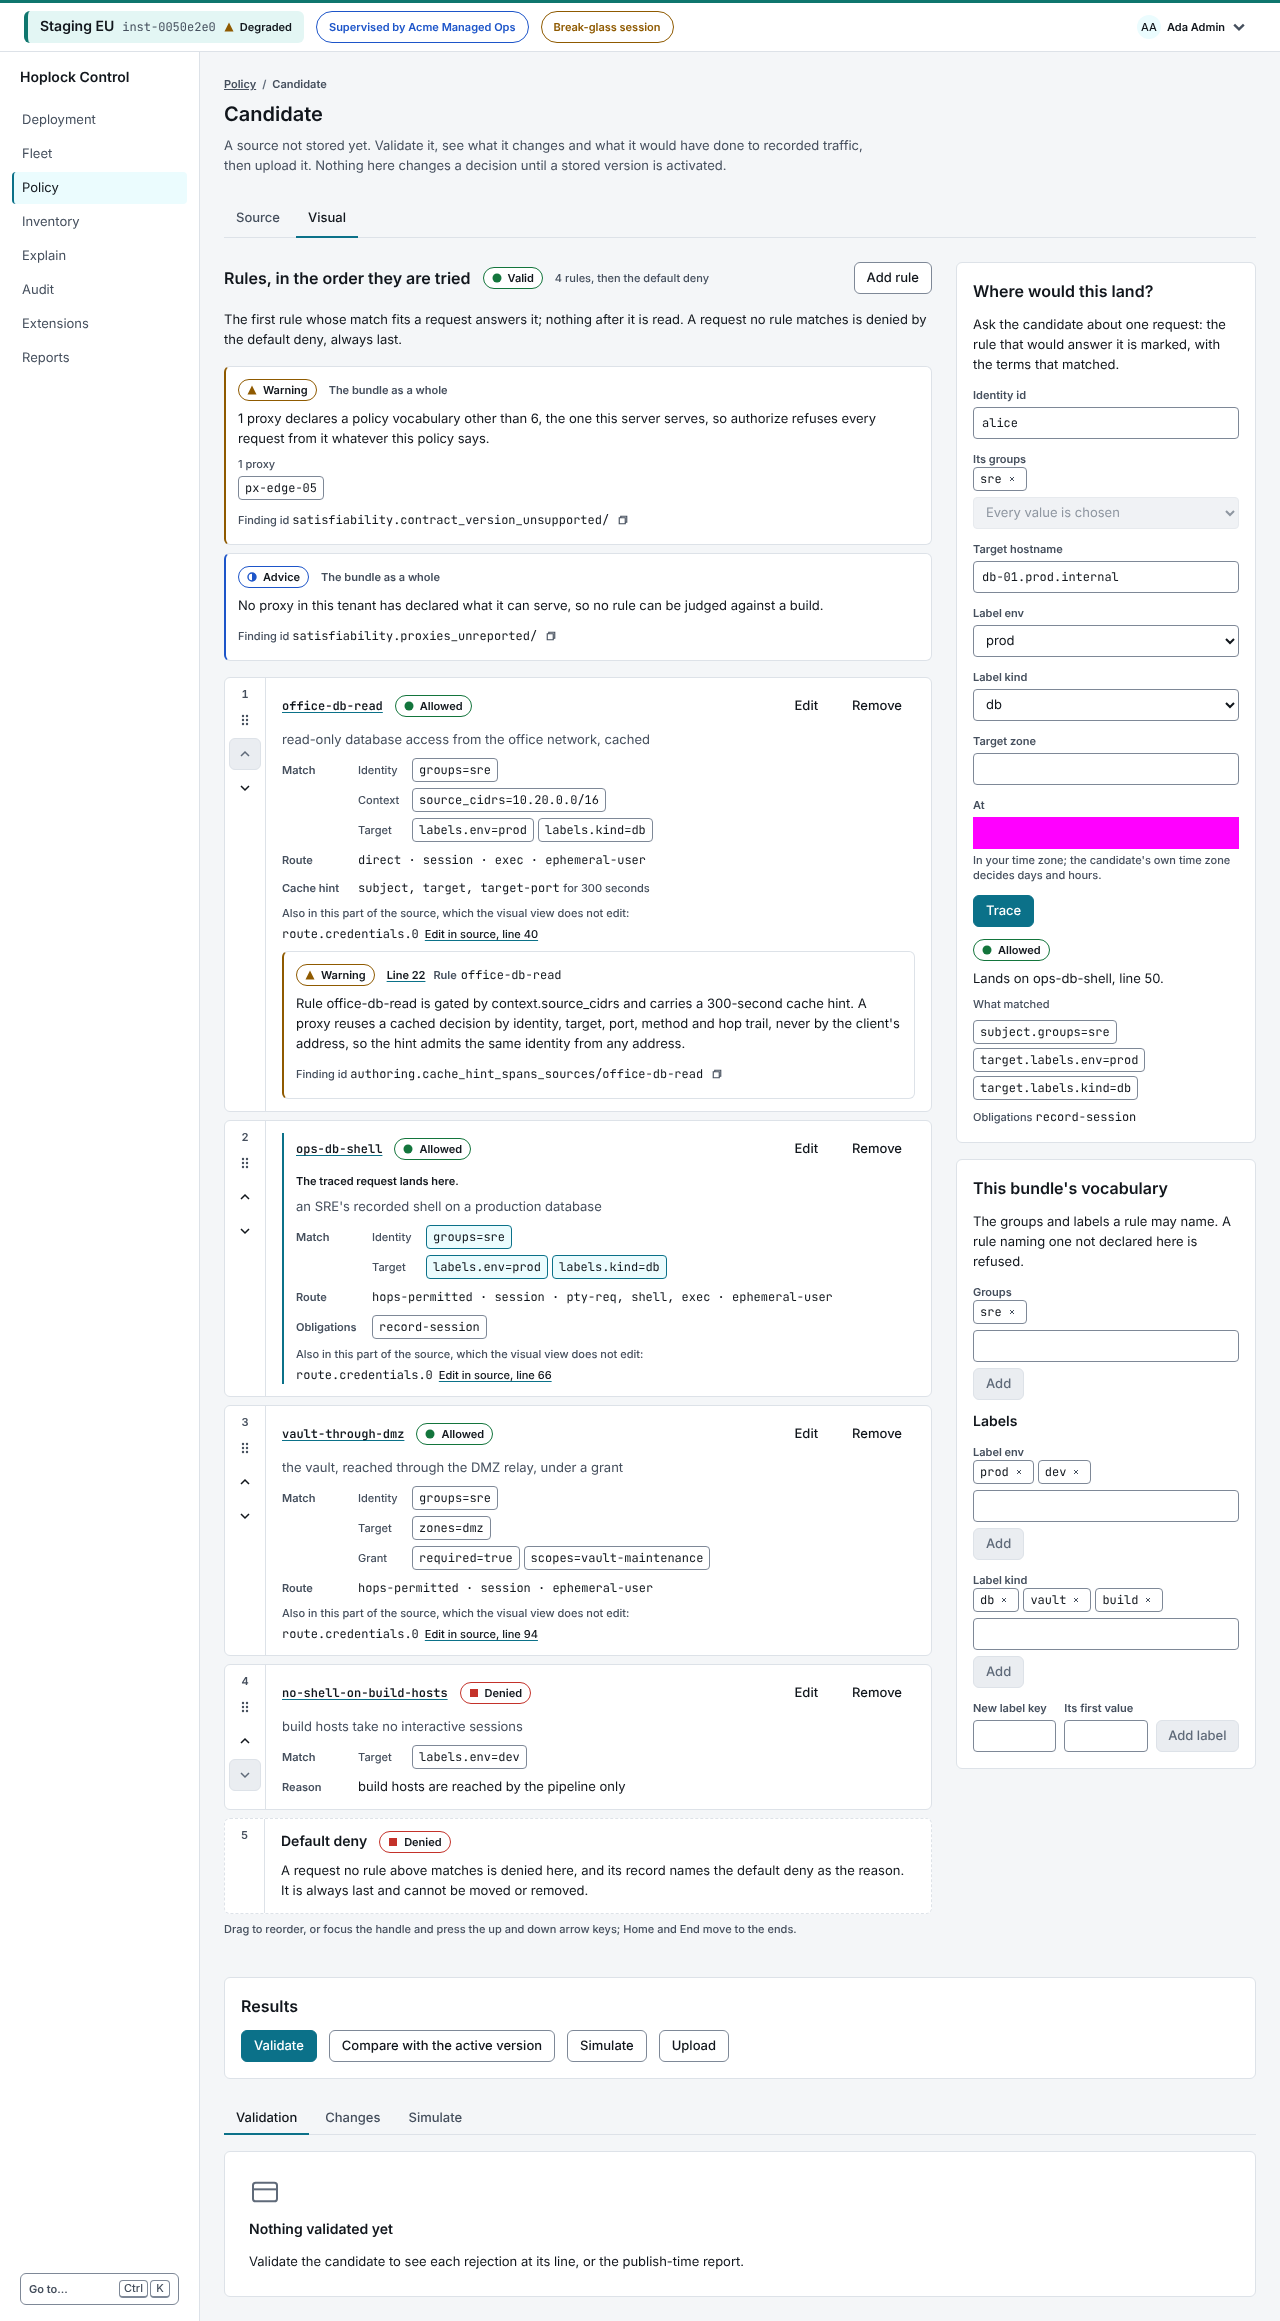 Staging EU inst-0050e2e0 Degraded
Supervised by Acme Managed Ops
Break-glass session
AA Ada Admin
Hoplock Control
Deployment
Fleet
Policy
Inventory
Explain
Audit
Extensions
Reports
Go to... Ctrl K
Policy / Candidate
Candidate
A source not stored yet. Validate it, see what it changes and what it would have done to recorded traffic,
then upload it. Nothing here changes a decision until a stored version is activated.
Source Visual
Rules, in the order they are tried Valid 4 rules, then the default deny Add rule
The first rule whose match fits a request answers it; nothing after it is read. A request no rule matches is denied by
the default deny, always last.
Warning The bundle as a whole
1 proxy declares a policy vocabulary other than 6, the one this server serves, so authorize refuses every
request from it whatever this policy says.
1 proxy
px-edge-05
Finding id satisfiability.contract_version_unsupported/
Advice The bundle as a whole
No proxy in this tenant has declared what it can serve, so no rule can be judged against a build.
Finding id satisfiability.proxies_unreported/
1
office-db-read Allowed Edit Remove
read-only database access from the office network, cached
Match Identity groups=sre
Context source_cidrs=10.20.0.0/16
Target labels.env=prod labels.kind=db
Route direct · session · exec · ephemeral-user
Cache hint subject, target, target-port for 300 seconds
Also in this part of the source, which the visual view does not edit:
route.credentials.0 Edit in source, line 40
Warning Line 22 Rule office-db-read
Rule office-db-read is gated by context.source_cidrs and carries a 300-second cache hint. A
proxy reuses a cached decision by identity, target, port, method and hop trail, never by the client's
address, so the hint admits the same identity from any address.
Finding id authoring.cache_hint_spans_sources/office-db-read
2
ops-db-shell Allowed Edit Remove
The traced request lands here.
an SRE's recorded shell on a production database
Match Identity groups=sre
Target labels.env=prod labels.kind=db
Route hops-permitted · session · pty-req, shell, exec · ephemeral-user
Obligations record-session
Also in this part of the source, which the visual view does not edit:
route.credentials.0 Edit in source, line 66
3
vault-through-dmz Allowed Edit Remove
the vault, reached through the DMZ relay, under a grant
Match Identity groups=sre
Target zones=dmz
Grant required=true scopes=vault-maintenance
Route hops-permitted · session · ephemeral-user
Also in this part of the source, which the visual view does not edit:
route.credentials.0 Edit in source, line 94
4
no-shell-on-build-hosts Denied Edit Remove
build hosts take no interactive sessions
Match Target labels.env=dev
Reason build hosts are reached by the pipeline only
5
Default deny Denied
A request no rule above matches is denied here, and its record names the default deny as the reason.
It is always last and cannot be moved or removed.
Drag to reorder, or focus the handle and press the up and down arrow keys; Home and End move to the ends.
Where would this land?
Ask the candidate about one request: the
rule that would answer it is marked, with
the terms that matched.
Identity id
alice
Its groups
sre ×
Every value is chosen
Target hostname
db-01.prod.internal
Label env
prod
Label kind
db
Target zone
At
In your time zone; the candidate's own time zone
decides days and hours.
Trace
Allowed
Lands on ops-db-shell, line 50.
What matched
subject.groups=sre
target.labels.env=prod
target.labels.kind=db
Obligations record-session
This bundle's vocabulary
The groups and labels a rule may name. A
rule naming one not declared here is
refused.
Groups
sre ×
Add
Labels
Label env
prod × dev ×
Add
Label kind
db × vault × build ×
Add
New label key Its first value
Add label
Results
Validate Compare with the active version Simulate Upload
Validation Changes Simulate
Nothing validated yet
Validate the candidate to see each rejection at its line, or the publish-time report.